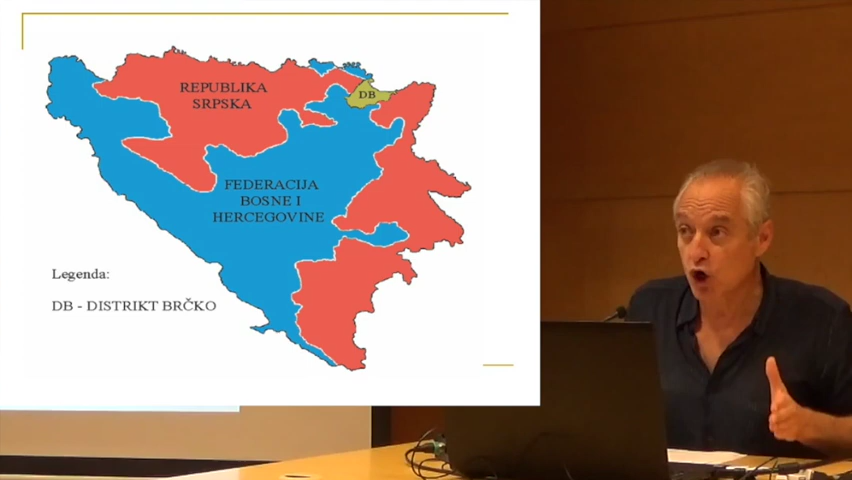 REPUBLIKA
SRPSKA
DB
FEDERACIJA
BOSNE I
HERCEGOVINE
Legenda:
DB - DISTRIKT BRČKO